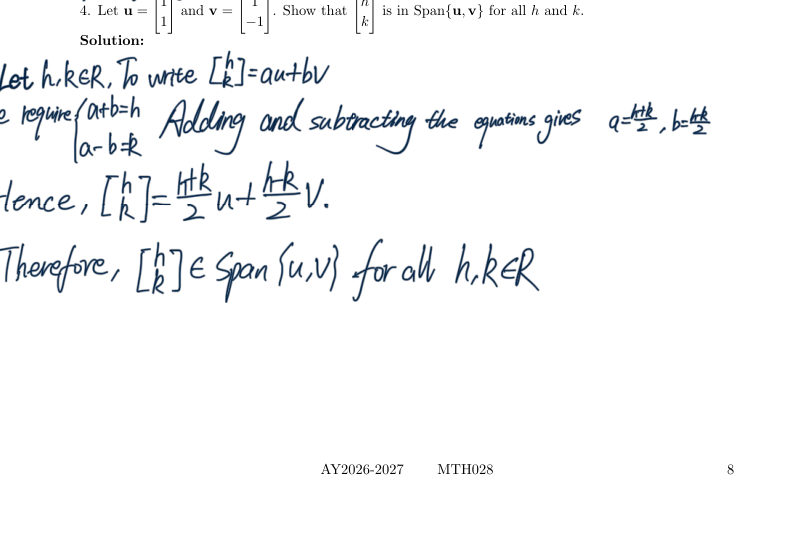 4. Let u = [1 1] and v = [1 −1]. Show that [h k] is in Span{u, v} for all h and k.
Solution:
Let h,k∈R, To write [h k]=au+bv
e require { a+b=h a-b=k Adding and subtracting the equations gives a=h+k/2, b=h-k/2
Hence, [h k]=h+k/2 u+h-k/2 v.
Therefore, [h k]∈ Span {u,v} for all h,k∈R
AY2026-2027 MTH028 8